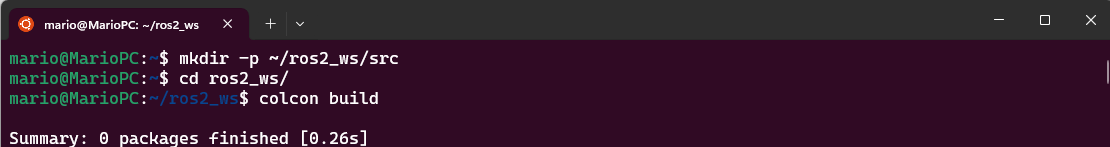 mario@MarioPC: ~/ros2_ws
mario@MarioPC:~$ mkdir -p ~/ros2_ws/src
mario@MarioPC:~$ cd ros2_ws/
mario@MarioPC:~/ros2_ws$ colcon build
Summary: 0 packages finished [0.26s]